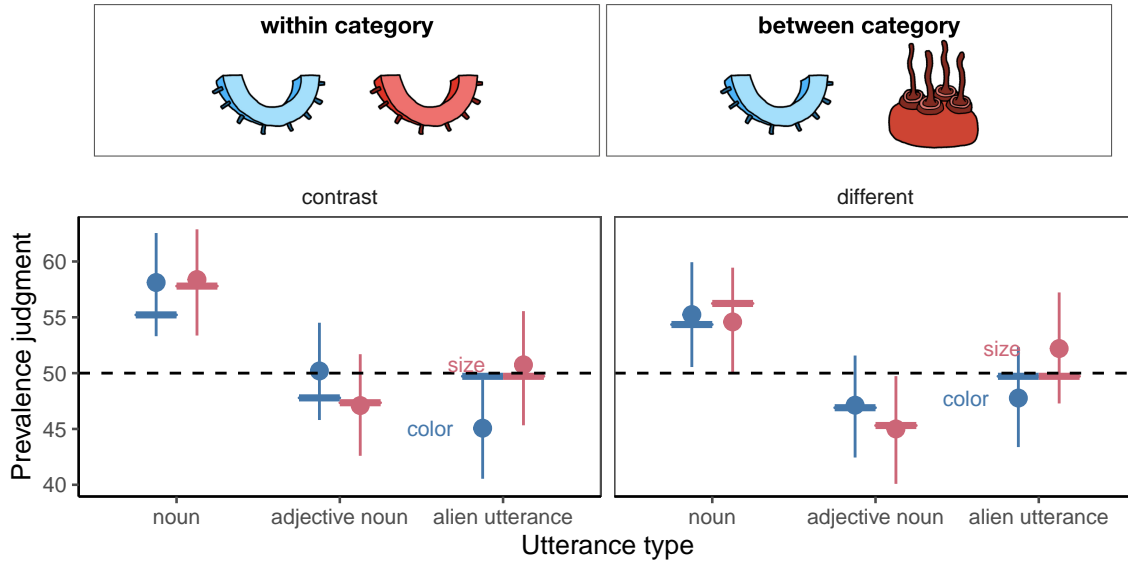 within category
between category
contrast
different
Prevalence judgment
60
55
50
45
40
size
color
size
color
noun
adjective noun
alien utterance
noun
adjective noun
alien utterance
Utterance type